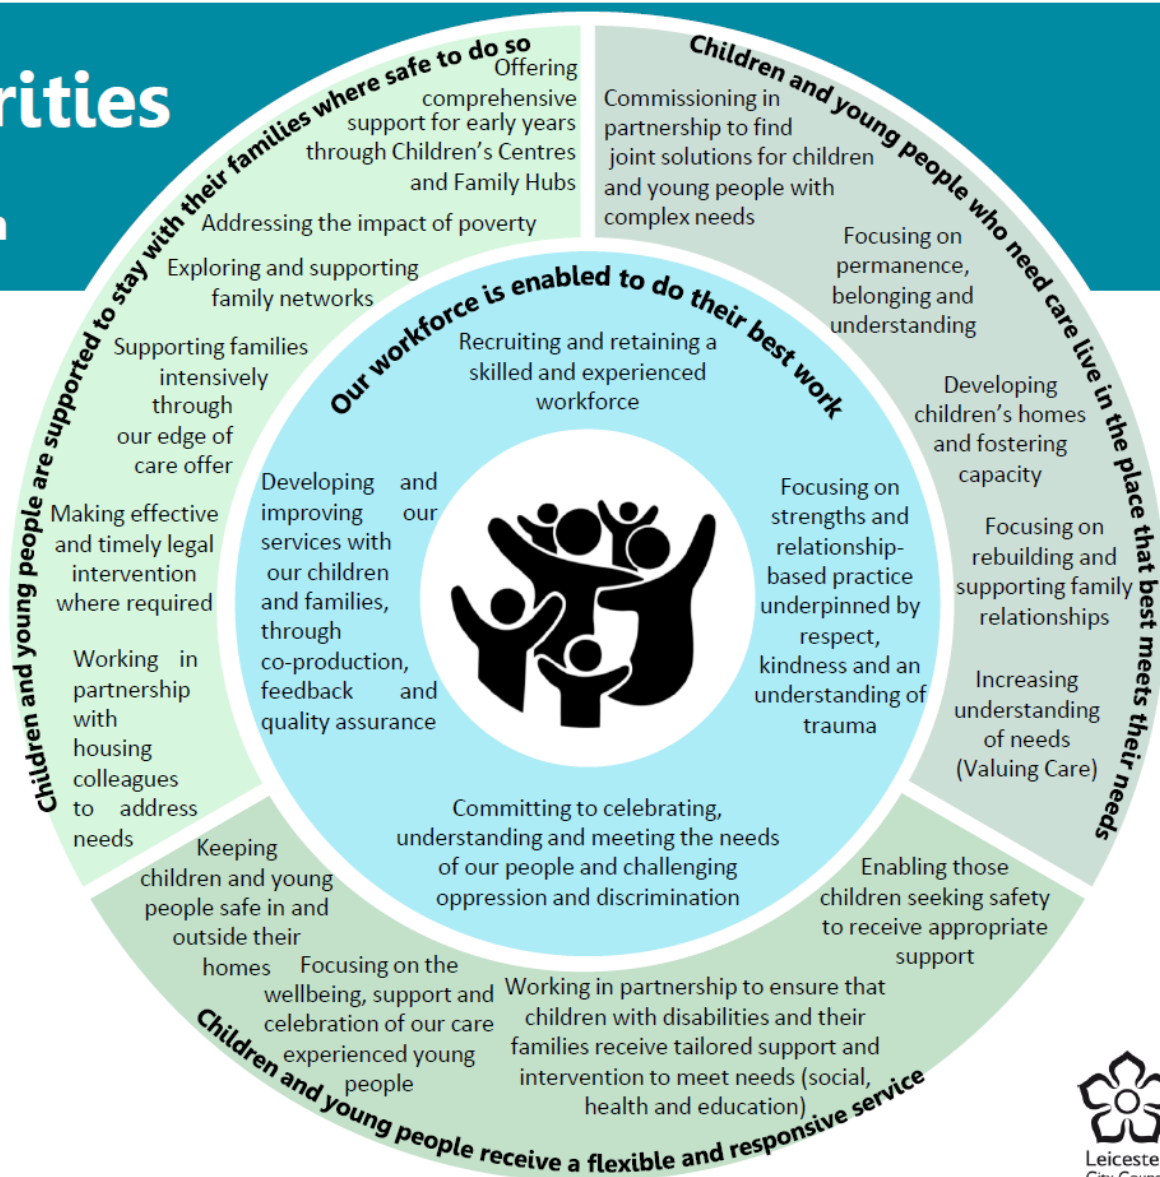 Children and young people are supported to stay with their families where safe to do so
Offering
comprehensive
support for early years
through Children's Centres
and Family Hubs
Addressing the impact of poverty
Exploring and supporting
family networks
Supporting families
intensively
through
our edge of
care offer
Making effective
and timely legal
intervention
where required
Working in
partnership
with
housing
colleagues
to address
needs
Children and young people who need care live in the place that best meets their needs
Commissioning in
partnership to find
joint solutions for children
and young people with
complex needs
Focusing on
permanence,
belonging and
understanding
Developing
children's homes
and fostering
capacity
Focusing on
rebuilding and
supporting family
relationships
Increasing
understanding
of needs
(Valuing Care)
Our workforce is enabled to do their best work
Recruiting and retaining a
skilled and experienced
workforce
Developing and
improving our
services with
our children
and families,
through
co-production,
feedback and
quality assurance
Focusing on
strengths and
relationship-
based practice
underpinned by
respect,
kindness and an
understanding of
trauma
Committing to celebrating,
understanding and meeting the needs
of our people and challenging
oppression and discrimination
Keeping
children and young
people safe in and
outside their
homes
Focusing on the
wellbeing, support and
celebration of our care
experienced young
people
Working in partnership to ensure that
children with disabilities and their
families receive tailored support and
intervention to meet needs (social,
health and education)
Enabling those
children seeking safety
to receive appropriate
support
Children and young people receive a flexible and responsive service